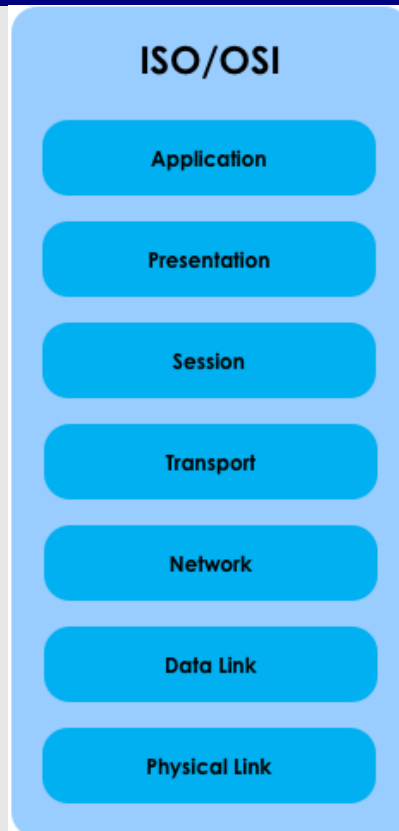 ISO/OSI
Application
Presentation
Session
Transport
Network
Data Link
Physical Link